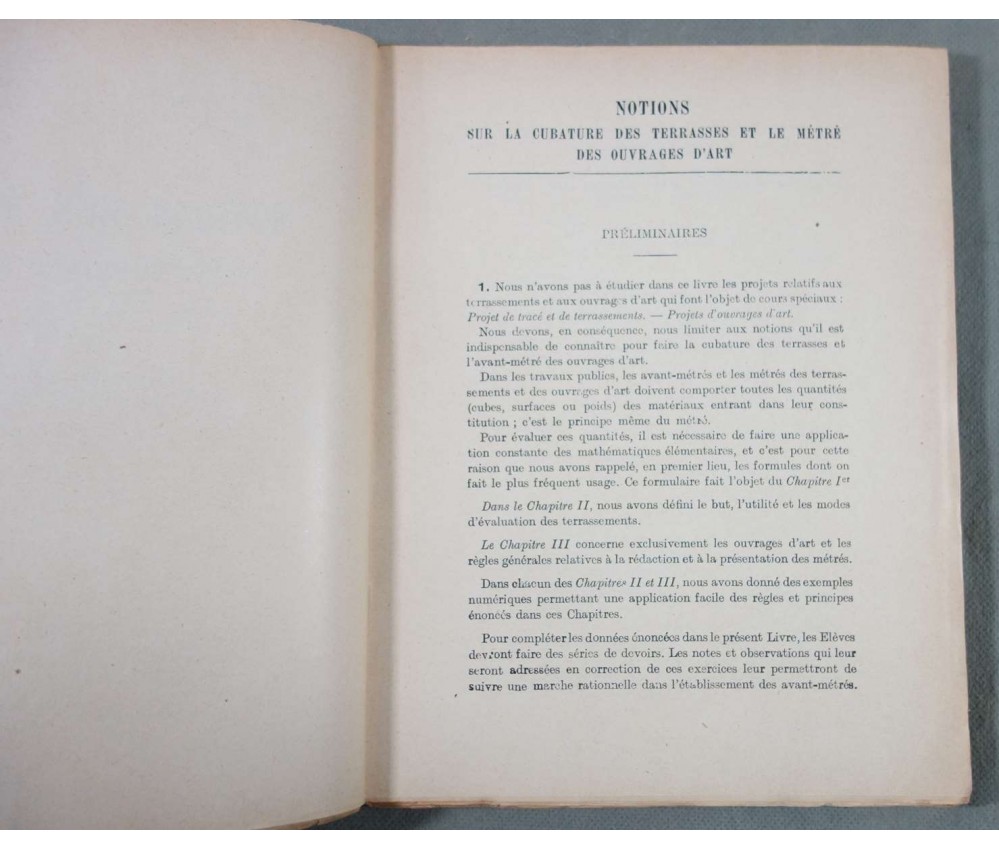 NOTIONS
SUR LA CUBATURE DES TERRASSES ET LE MÉTRÉ
DES OUVRAGES D'ART
PRÉLIMINAIRES
1. Nous n'avons pas à étudier dans ce livre les projets relatifs aux
terrassements et aux ouvrages d'art qui font l'objet de cours spéciaux :
Projet de tracé et de terrassements. — Projets d'ouvrages d'art.
Nous devons, en conséquence, nous limiter aux notions qu'il est
indispensable de connaître pour faire la cubature des terrasses et
l'avant-métré des ouvrages d'art.
Dans les travaux publics, les avant-métrés et les métrés des terras-
sements et des ouvrages d'art doivent comporter toutes les quantités
(cubes, surfaces ou poids) des matériaux entrant dans leur cons-
titution ; c'est le principe même du métré.
Pour évaluer ces quantités, il est nécessaire de faire une applica-
tion constante des mathématiques élémentaires, et c'est pour cette
raison que nous avons rappelé, en premier lieu, les formules dont on
fait le plus fréquent usage. Ce formulaire fait l'objet du Chapitre Ier
Dans le Chapitre II, nous avons défini le but, l'utilité et les modes
d'évaluation des terrassements.
Le Chapitre III concerne exclusivement les ouvrages d'art et les
règles générales relatives à la rédaction et à la présentation des métrés.
Dans chacun des Chapitres II et III, nous avons donné des exemples
numériques permettant une application facile des règles et principes
énoncés dans ces Chapitres.
Pour compléter les données énoncées dans le présent Livre, les Elèves
devront faire des séries de devoirs. Les notes et observations qui leur
seront adressées en correction de ces exercices leur permettront de
suivre une marche rationnelle dans l'établissement des avant-métrés.